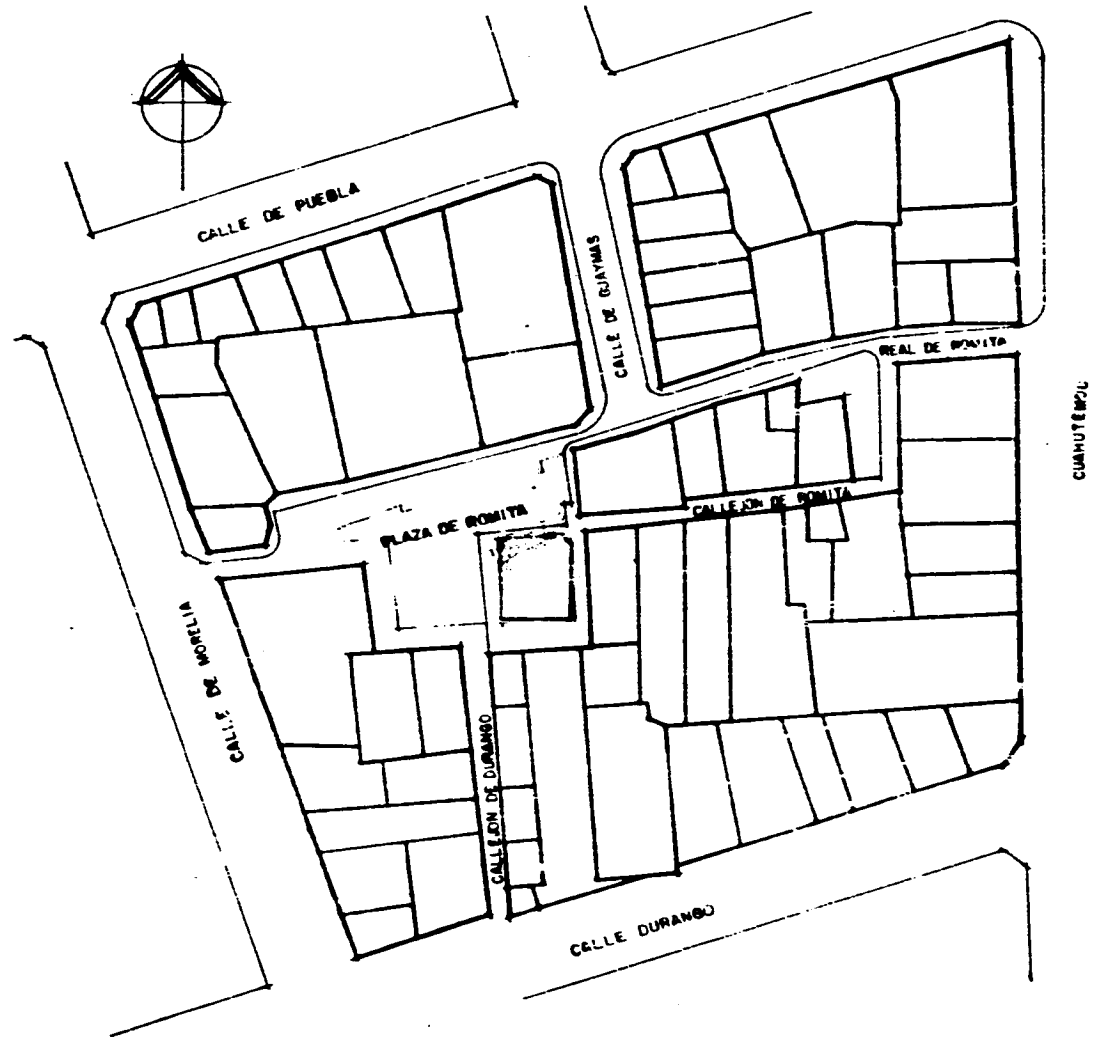 CALLE DE PUEBLA
CALLE DE GUAYMAS
REAL DE ROMITA
CUAHUTEMOC
CALLEJON DE ROMITA
PLAZA DE ROMITA
CALLE DE MORELIA
CALLEJON DE DURANGO
CALLE DURANGO